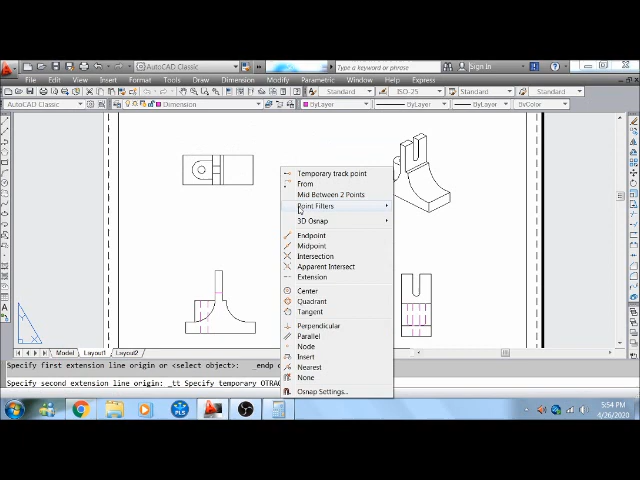 AutoCAD Classic
Type a keyword or phrase
Sign In
File Edit View Insert Format Tools Draw Dimension Modify Parametric Window Help Express
AutoCAD Classic
Dimension
ByLayer
ByLayer
ByLayer
ByColor
Standard
ISO-25
Standard
Standard
Temporary track point
From
Mid Between 2 Points
Point Filters
3D Osnap
Endpoint
Midpoint
Intersection
Apparent Intersect
Extension
Center
Quadrant
Tangent
Perpendicular
Parallel
Node
Insert
Nearest
None
Osnap Settings...
X
Model Layout1 Layout2
Specify first extension line origin or <select object>: _endp
Specify second extension line origin: _tt Specify temporary OTRAC
PLS
5:54 PM
4/26/2020